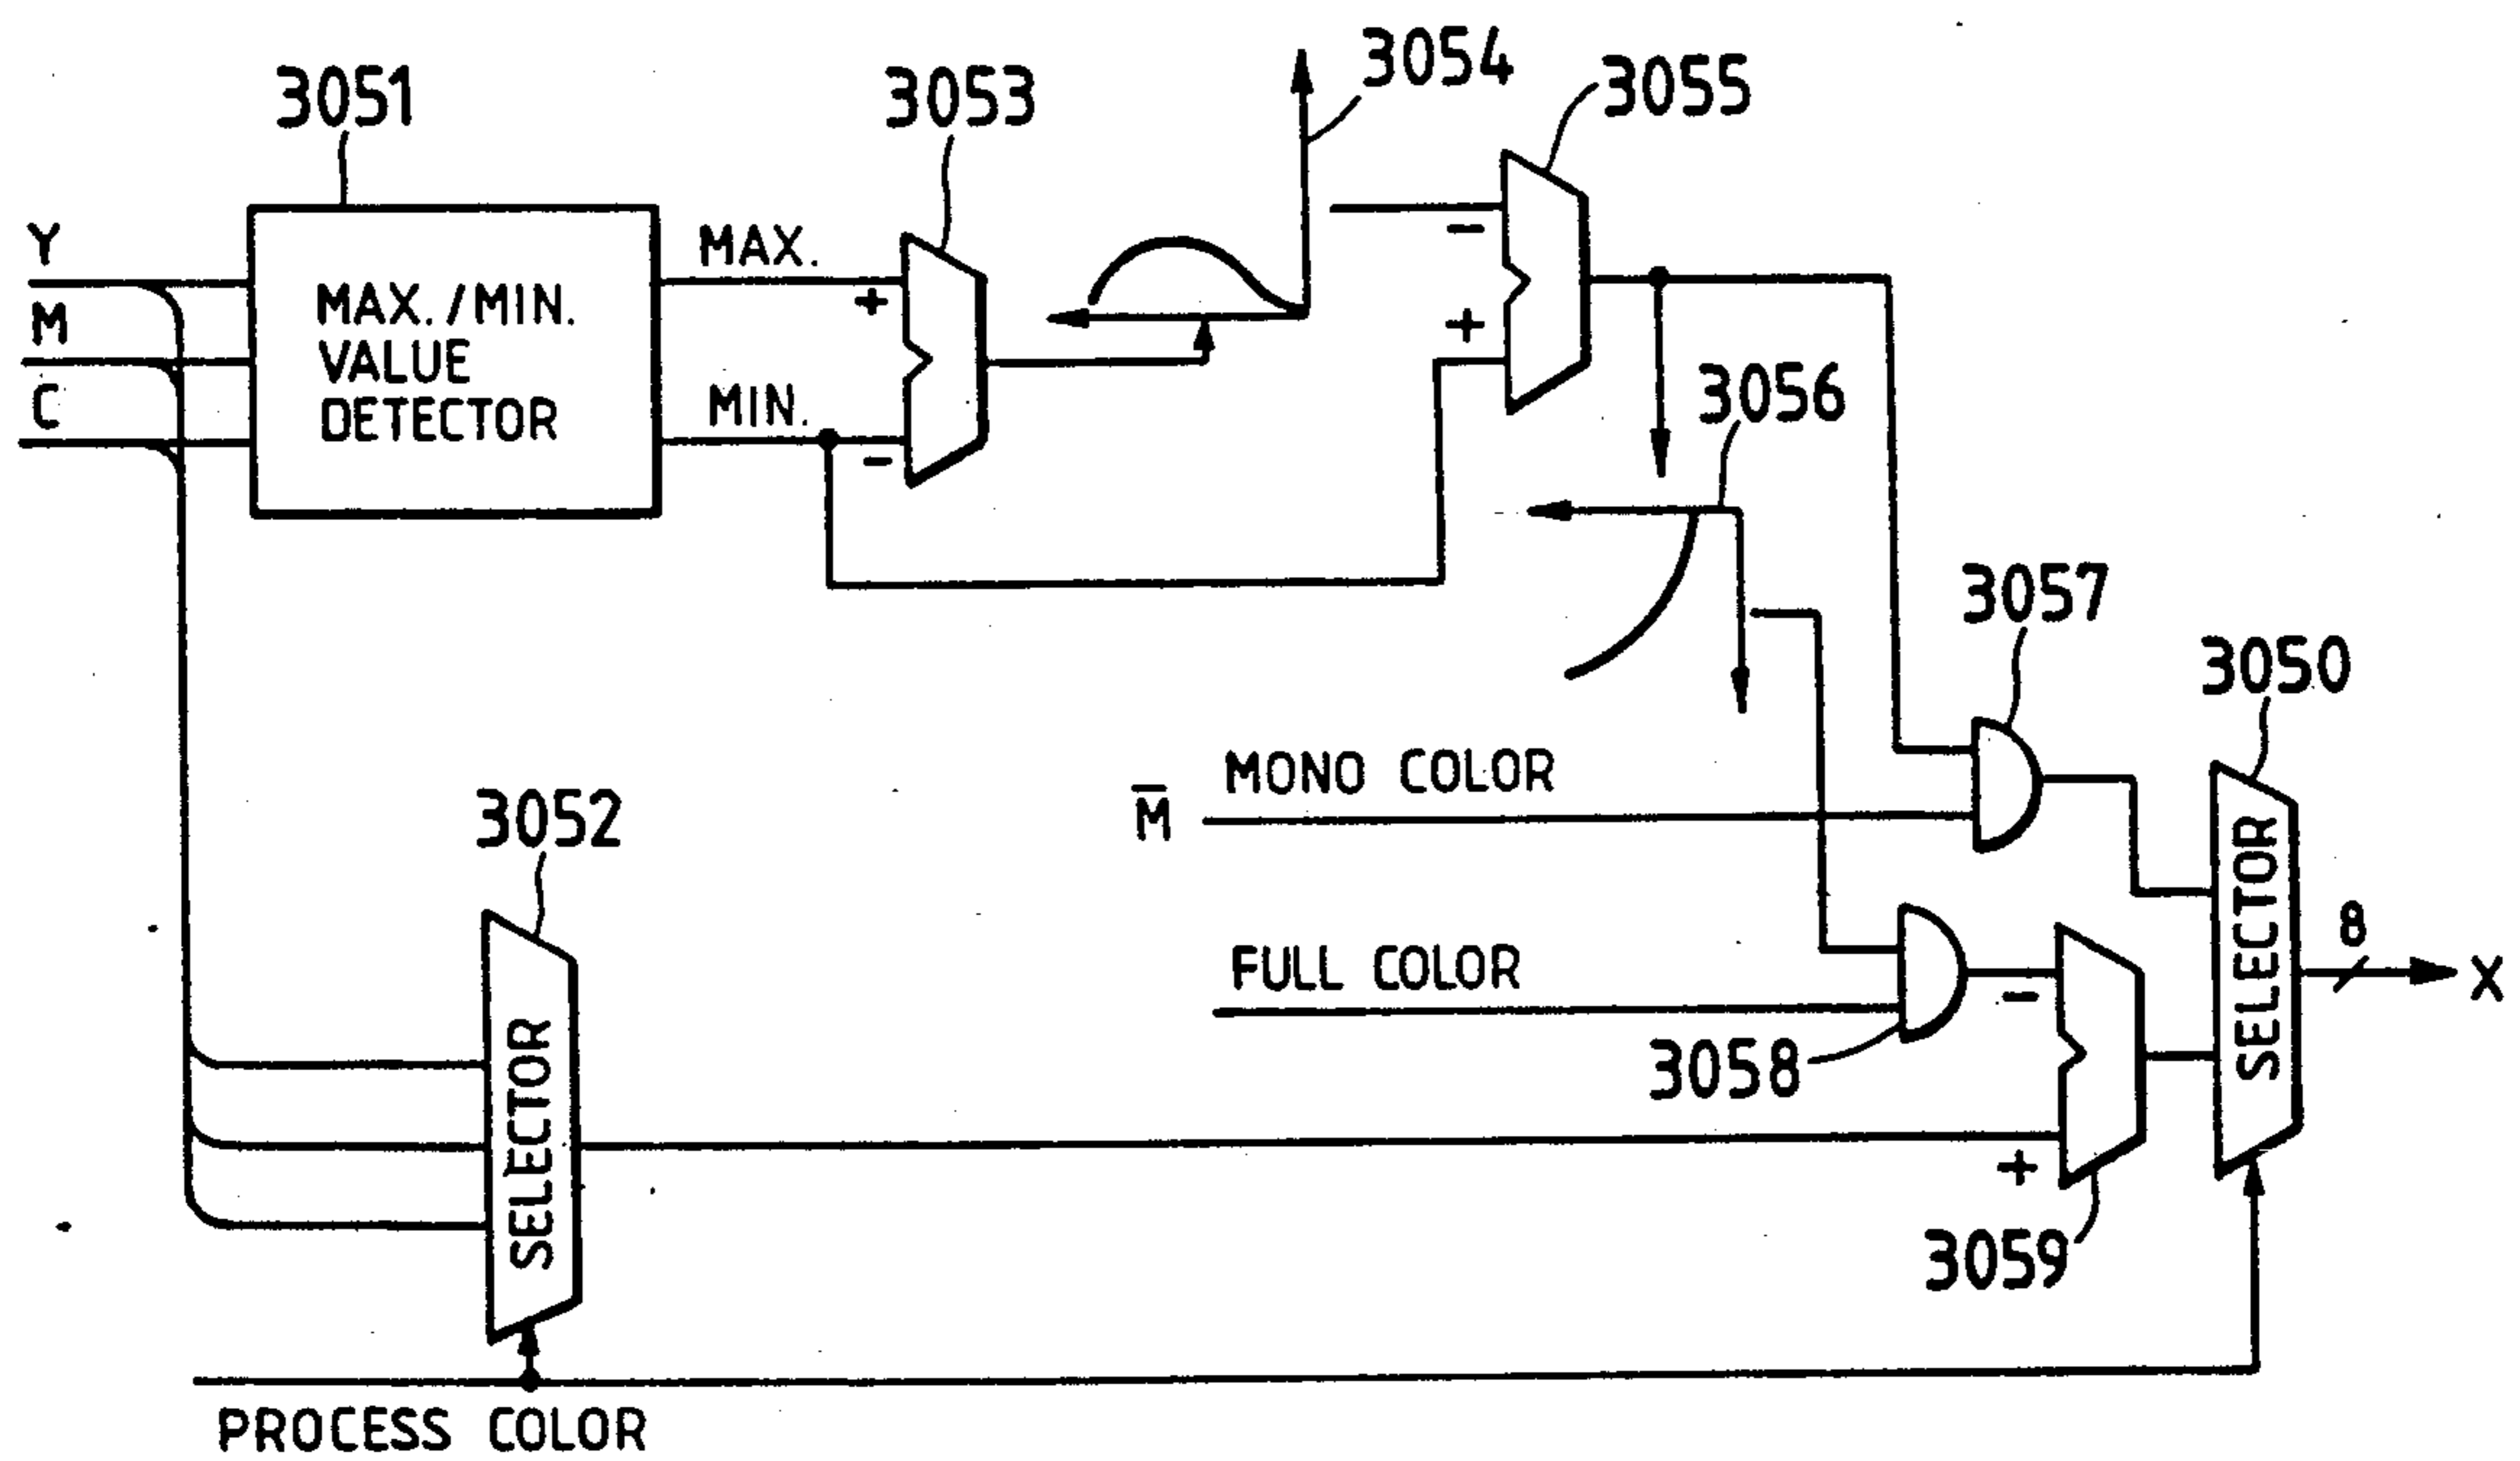 3051
3053
3054
3055
Y
M
C
MAX./MIN.
VALUE
DETECTOR
MAX.
+
MIN.
-
-
+
3056
3057
3050
MONO COLOR
M̅
3052
SELECTOR
FULL COLOR
-
3058
+
3059
SELECTOR
8
X
PROCESS COLOR